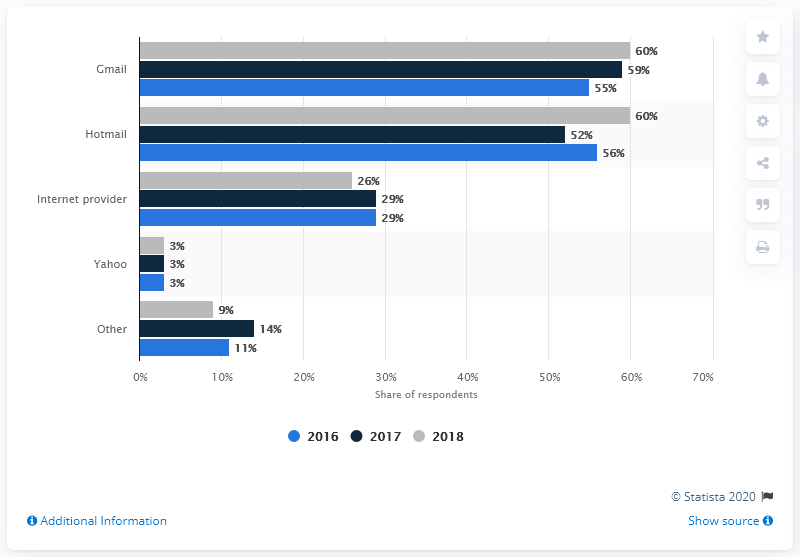 Gmail
60%
59%
55%
Hotmail
60%
52%
56%
Internet provider
26%
29%
29%
Yahoo
3%
3%
3%
Other
9%
14%
11%
0% 10% 20% 30% 40% 50% 60% 70%
Share of respondents
2016 2017 2018
© Statista 2020
Additional Information
Show source